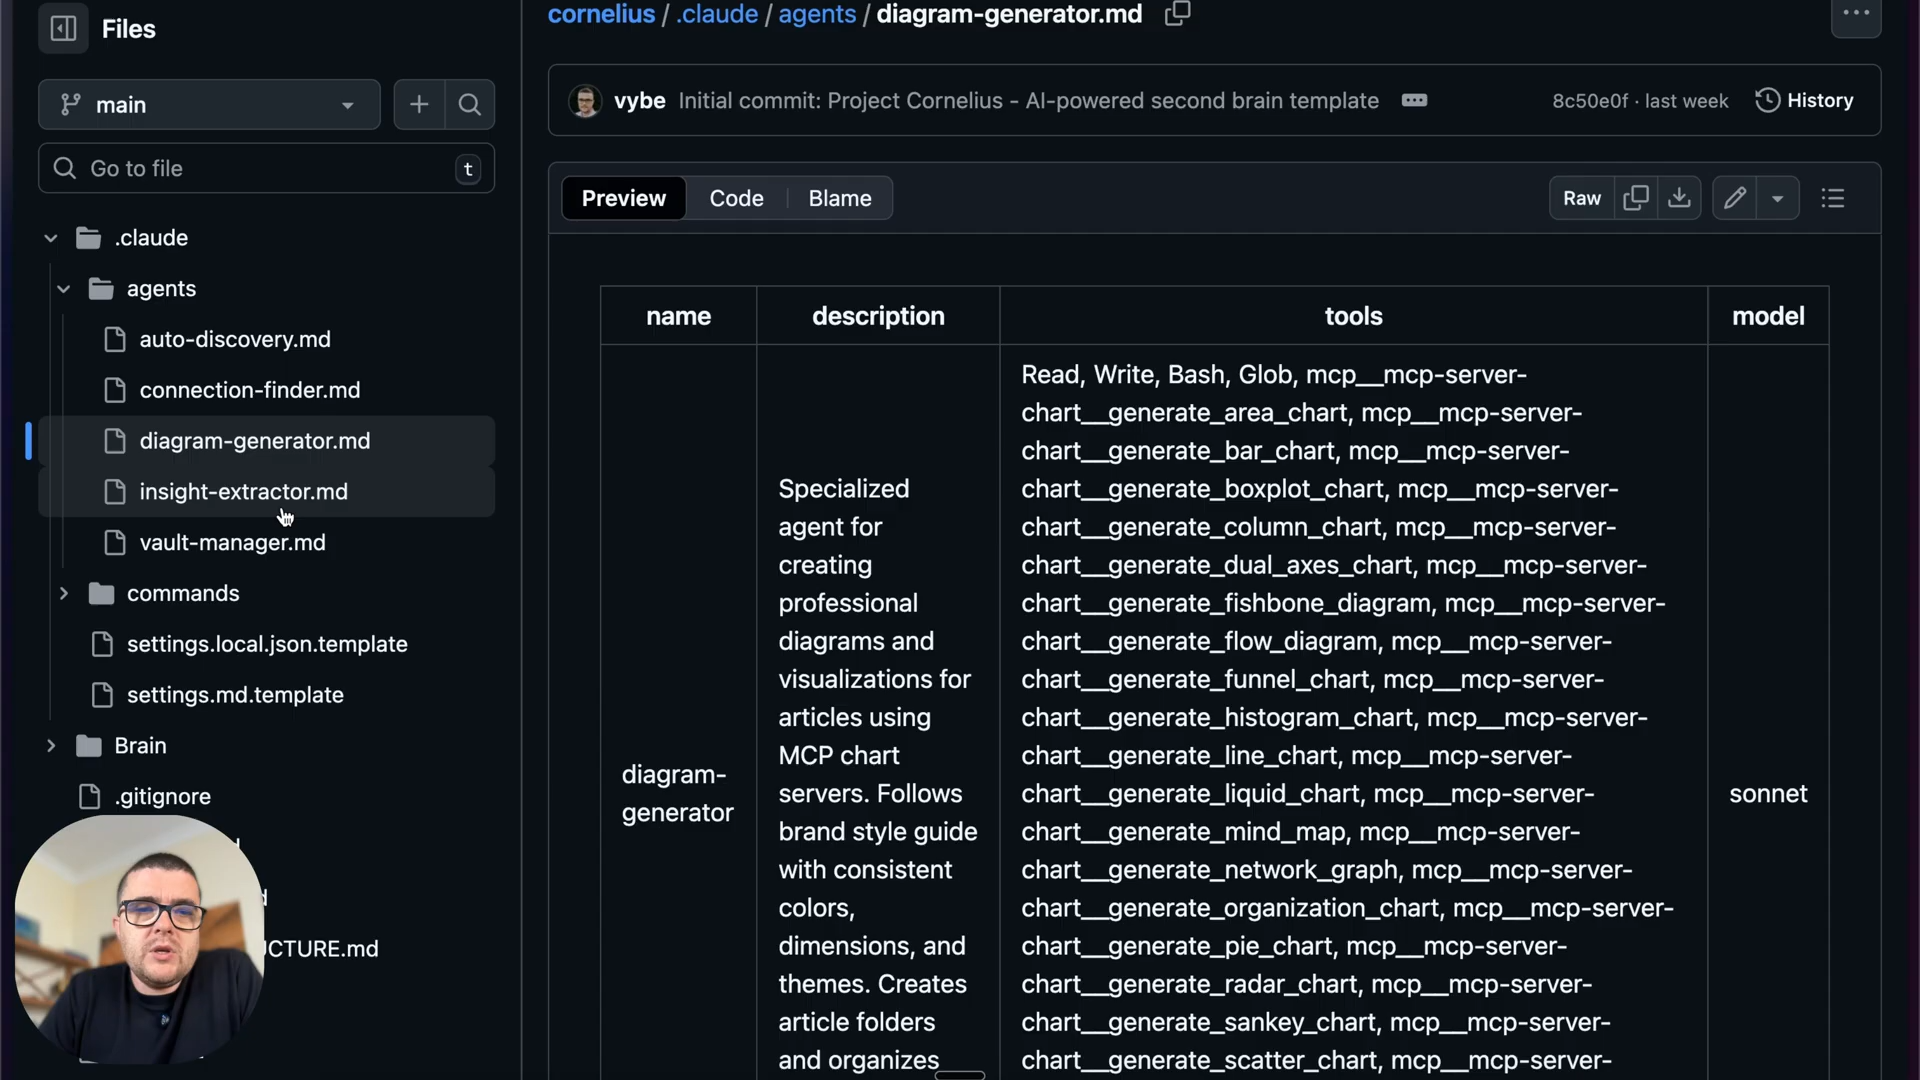 Files
main
Go to file
t
.claude
agents
auto-discovery.md
connection-finder.md
diagram-generator.md
insight-extractor.md
vault-manager.md
commands
settings.local.json.template
settings.md.template
Brain
.gitignore
UCTURE.md
cornelius / .claude / agents / diagram-generator.md
vybe Initial commit: Project Cornelius - AI-powered second brain template
8c50e0f · last week
History
Preview
Code
Blame
Raw
name
description
tools
model
diagram-
generator
Specialized
agent for
creating
professional
diagrams and
visualizations for
articles using
MCP chart
servers. Follows
brand style guide
with consistent
colors,
dimensions, and
themes. Creates
article folders
and organizes
Read, Write, Bash, Glob, mcp__mcp-server-
chart__generate_area_chart, mcp__mcp-server-
chart__generate_bar_chart, mcp__mcp-server-
chart__generate_boxplot_chart, mcp__mcp-server-
chart__generate_column_chart, mcp__mcp-server-
chart__generate_dual_axes_chart, mcp__mcp-server-
chart__generate_fishbone_diagram, mcp__mcp-server-
chart__generate_flow_diagram, mcp__mcp-server-
chart__generate_funnel_chart, mcp__mcp-server-
chart__generate_histogram_chart, mcp__mcp-server-
chart__generate_line_chart, mcp__mcp-server-
chart__generate_liquid_chart, mcp__mcp-server-
chart__generate_mind_map, mcp__mcp-server-
chart__generate_network_graph, mcp__mcp-server-
chart__generate_organization_chart, mcp__mcp-server-
chart__generate_pie_chart, mcp__mcp-server-
chart__generate_radar_chart, mcp__mcp-server-
chart__generate_sankey_chart, mcp__mcp-server-
chart__generate_scatter_chart, mcp__mcp-server-
sonnet